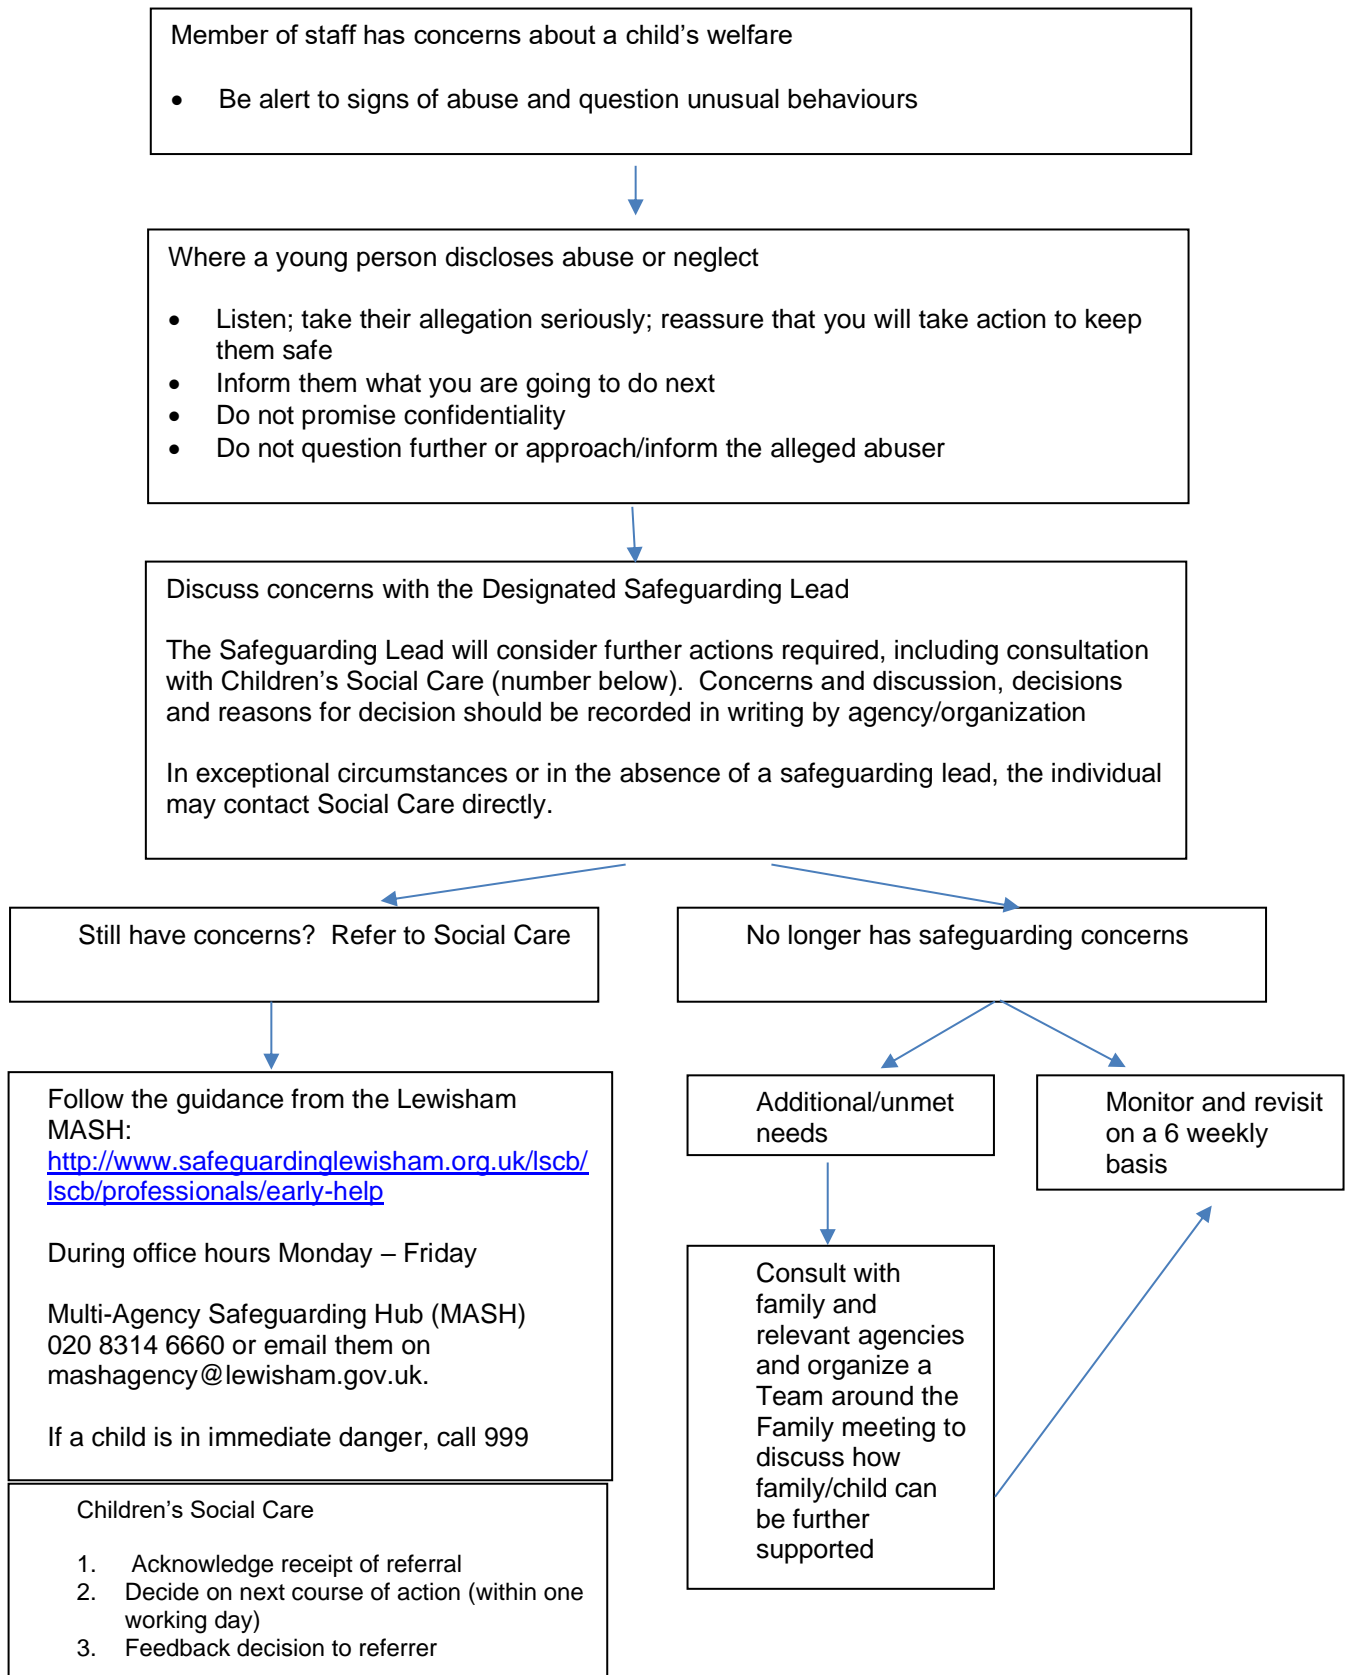 Member of staff has concerns about a child’s welfare
• Be alert to signs of abuse and question unusual behaviours
Where a young person discloses abuse or neglect
• Listen; take their allegation seriously; reassure that you will take action to keep
them safe
• Inform them what you are going to do next
• Do not promise confidentiality
• Do not question further or approach/inform the alleged abuser
Discuss concerns with the Designated Safeguarding Lead
The Safeguarding Lead will consider further actions required, including consultation
with Children’s Social Care (number below).  Concerns and discussion, decisions
and reasons for decision should be recorded in writing by agency/organization
In exceptional circumstances or in the absence of a safeguarding lead, the individual
may contact Social Care directly.
Still have concerns?  Refer to Social Care
No longer has safeguarding concerns
Follow the guidance from the Lewisham
MASH:
http://www.safeguardinglewisham.org.uk/lscb/
lscb/professionals/early-help
During office hours Monday – Friday
Multi-Agency Safeguarding Hub (MASH)
020 8314 6660 or email them on
mashagency@lewisham.gov.uk.
If a child is in immediate danger, call 999
Children’s Social Care
1. Acknowledge receipt of referral
2. Decide on next course of action (within one
working day)
3. Feedback decision to referrer
Additional/unmet
needs
Consult with
family and
relevant agencies
and organize a
Team around the
Family meeting to
discuss how
family/child can
be further
supported
Monitor and revisit
on a 6 weekly
basis